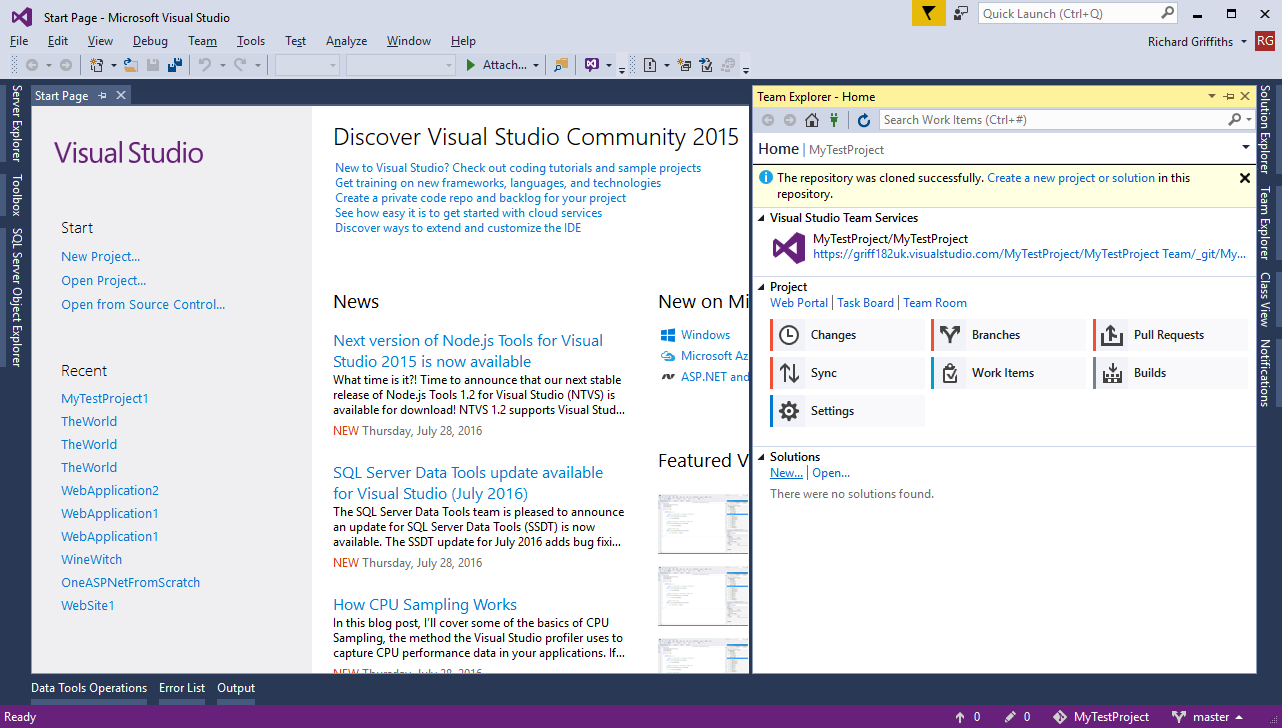 Start Page - Microsoft Visual Studio
Quick Launch (Ctrl+Q)
File Edit View Debug Team Tools Test Analyze Window Help
Richard Griffiths RG
Attach...
Server Explorer
Toolbox
SQL Server Object Explorer
Start Page
Visual Studio
Start
New Project...
Open Project...
Open from Source Control...
Recent
MyTestProject1
TheWorld
TheWorld
TheWorld
WebApplication2
WebApplication1
WebApplication1
WineWitch
OneASPNetFromScratch
WebSite1
Discover Visual Studio Community 2015
New to Visual Studio? Check out coding tutorials and sample projects
Get training on new frameworks, languages, and technologies
Create a private code repo and backlog for your project
See how easy it is to get started with cloud services
Discover ways to extend and customize the IDE
News
Next version of Node.js Tools for Visual
Studio 2015 is now available
What time is it?! Time to announce that our next stable
release of Node.js Tools 1.2 for Visual Studio (NTVS) is
available for download! NTVS 1.2 supports Visual Stud...
NEW Thursday, July 28, 2016
SQL Server Data Tools update available
for Visual Studio (July 2016)
The SQL Server Data Tools team is pleased to announce
an update for SQL Server Data Tools (SSDT) is now
available. The SSDT update for July 2016 adds bug fixi...
NEW Thursday, July 28, 2016
How CPU Sampling Works
In this blog post, I'll cover some of the basics of CPU
Sampling, the method the Visual Studio profiler uses to
capture CPU performance data in your applications. If...
NEW Thursday, July 28, 2016
New on Mi
Windows
Microsoft Az
ASP.NET and
Featured V
Team Explorer - Home
Search Work Items (Ctrl+#)
Home | MyTestProject
The repository was cloned successfully. Create a new project or solution in this
repository.
Visual Studio Team Services
MyTestProject/MyTestProject
https://griff182uk.visualstudio.com/MyTestProject/MyTestProject Team/_git/My...
Project
Web Portal | Task Board | Team Room
Changes Branches Pull Requests
Sync Work Items Builds
Settings
Solutions
New... | Open...
There were no solutions found.
Solution Explorer
Team Explorer
Class View
Notifications
Data Tools Operations Error List Output
Ready 0 0 MyTestProject master